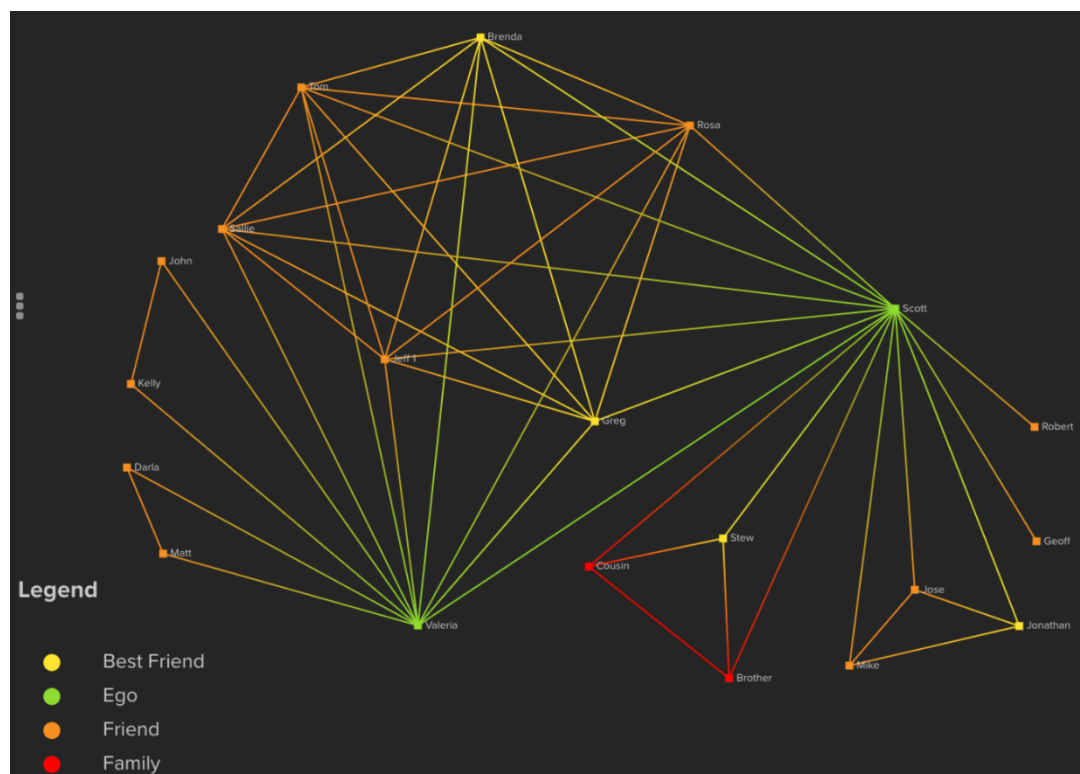 Brenda
Tom
Rosa
Sallie
John
Scott
Jeff 1
Kelly
Greg
Robert
Darla
Stew
Geoff
Matt
Cousin
Legend
Jose
Valeria
Jonathan
Best Friend
Mike
Brother
Ego
Friend
Family